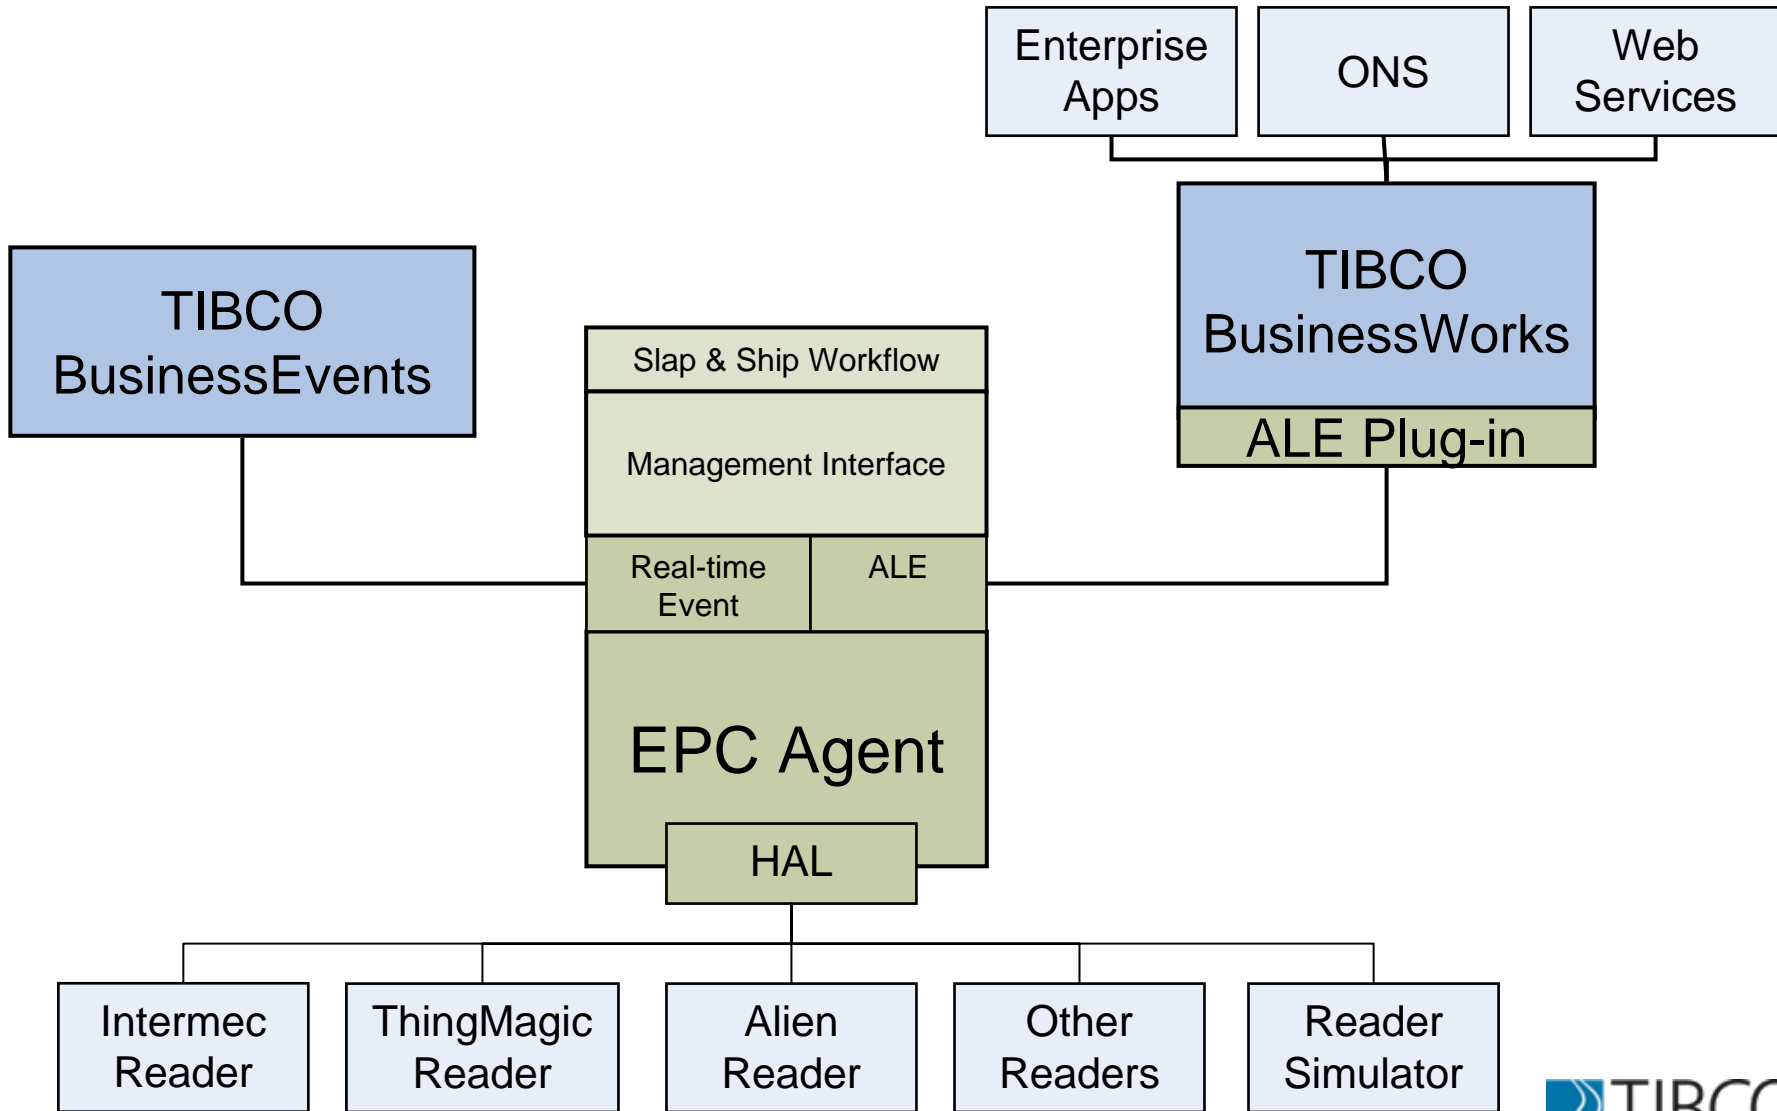 Enterprise
Apps
ONS
Web
Services
TIBCO
BusinessEvents
TIBCO
BusinessWorks
ALE Plug-in
Slap & Ship Workflow
Management Interface
Real-time
Event
ALE
EPC Agent
HAL
Intermec
Reader
ThingMagic
Reader
Alien
Reader
Other
Readers
Reader
Simulator
TIBCO